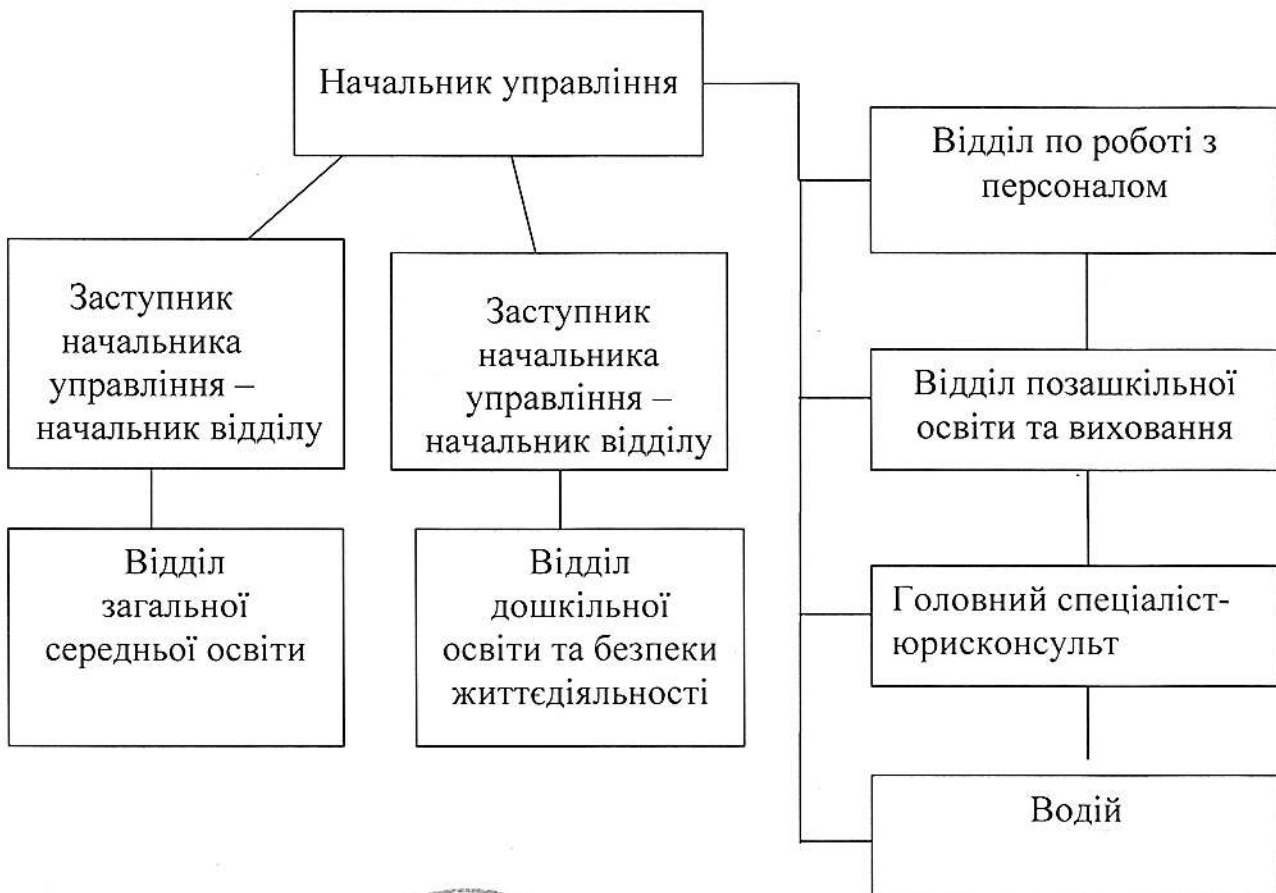 Начальник управління
Відділ по роботі з
персоналом
Заступник
начальника
управління –
начальник відділу
Заступник
начальника
управління –
начальник відділу
Відділ позашкільної
освіти та виховання
Відділ
загальної
середньої освіти
Відділ
дошкільної
освіти та безпеки
життєдіяльності
Головний спеціаліст-
юрисконсульт
Водій